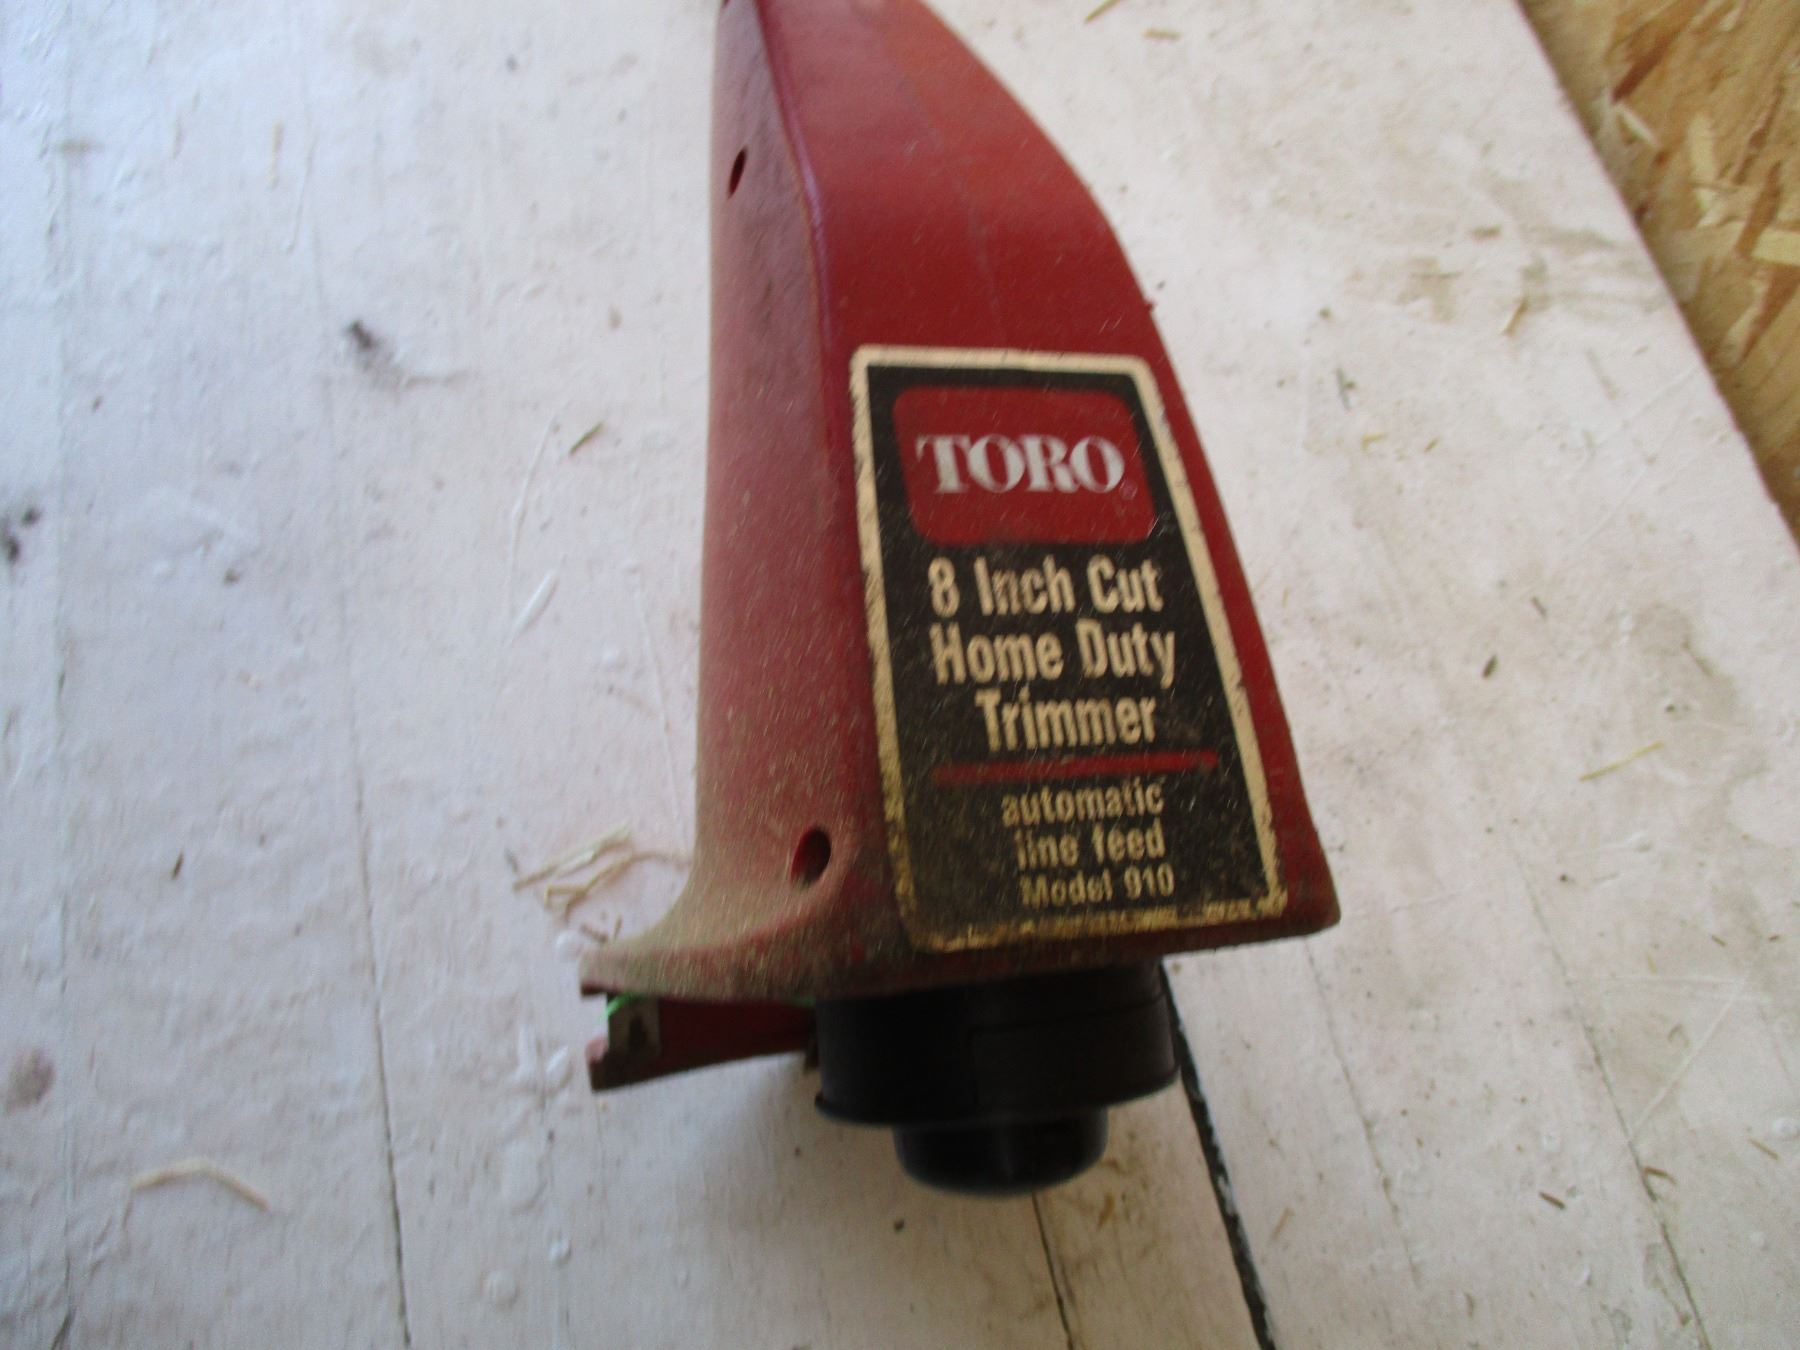 TORO
8 Inch Cut
Home Duty
Trimmer
automatic
line feed
Model 910